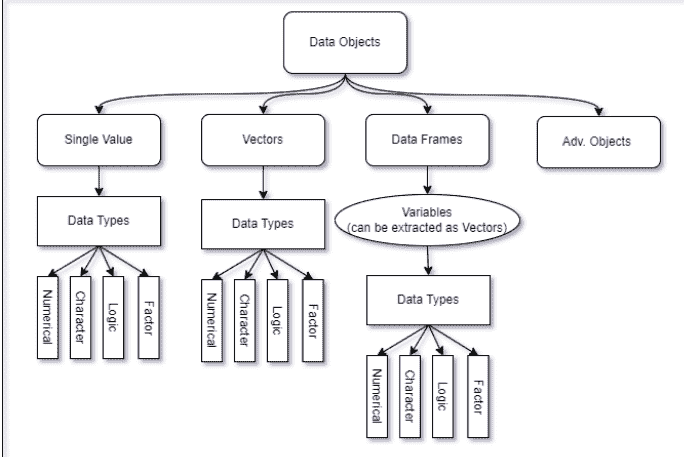 Data Objects
Single Value
Vectors
Data Frames
Adv. Objects
Data Types
Data Types
Variables
(can be extracted as Vectors)
Numerical
Character
Logic
Factor
Numerical
Character
Logic
Factor
Data Types
Numerical
Character
Logic
Factor